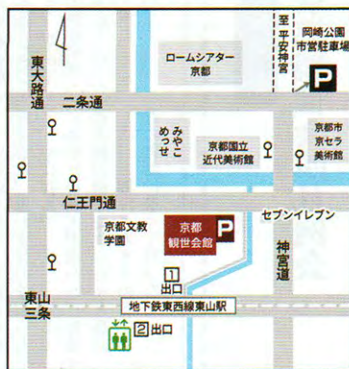 東大路通
ロームシアター
京都
至 平安神宮
岡崎公園
市営駐車場
P
二条通
みやこ
めっせ
京都国立
近代美術館
京都市
京セラ
美術館
仁王門通
京都文教
学園
京都
観世会館
P
セブンイレブン
神宮道
1
出口
東山
三条
地下鉄東西線東山駅
2 出口